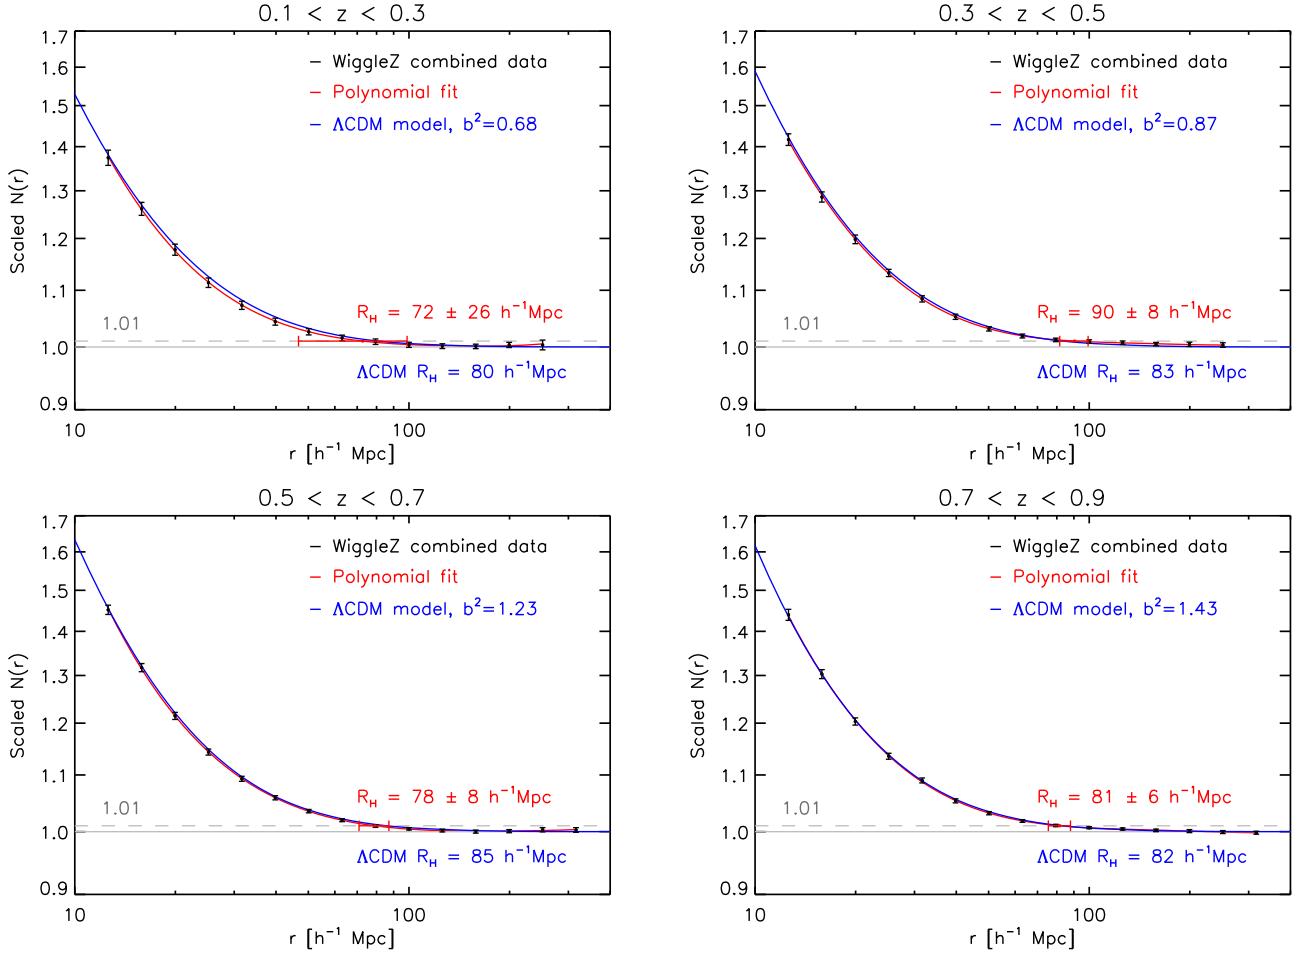 0.1 < z < 0.3
1.7
1.6
1.5
1.4
1.3
1.2
1.1
1.0
0.9
Scaled N(r)
— WiggleZ combined data
— Polynomial fit
— ΛCDM model, b²=0.68
R_H = 72 ± 26 h⁻¹Mpc
1.01
ΛCDM R_H = 80 h⁻¹Mpc
10
100
r [h⁻¹ Mpc]
0.3 < z < 0.5
1.7
1.6
1.5
1.4
1.3
1.2
1.1
1.0
0.9
Scaled N(r)
— WiggleZ combined data
— Polynomial fit
— ΛCDM model, b²=0.87
R_H = 90 ± 8 h⁻¹Mpc
1.01
ΛCDM R_H = 83 h⁻¹Mpc
10
100
r [h⁻¹ Mpc]
0.5 < z < 0.7
1.7
1.6
1.5
1.4
1.3
1.2
1.1
1.0
0.9
Scaled N(r)
— WiggleZ combined data
— Polynomial fit
— ΛCDM model, b²=1.23
R_H = 78 ± 8 h⁻¹Mpc
1.01
ΛCDM R_H = 85 h⁻¹Mpc
10
100
r [h⁻¹ Mpc]
0.7 < z < 0.9
1.7
1.6
1.5
1.4
1.3
1.2
1.1
1.0
0.9
Scaled N(r)
— WiggleZ combined data
— Polynomial fit
— ΛCDM model, b²=1.43
R_H = 81 ± 6 h⁻¹Mpc
1.01
ΛCDM R_H = 82 h⁻¹Mpc
10
100
r [h⁻¹ Mpc]